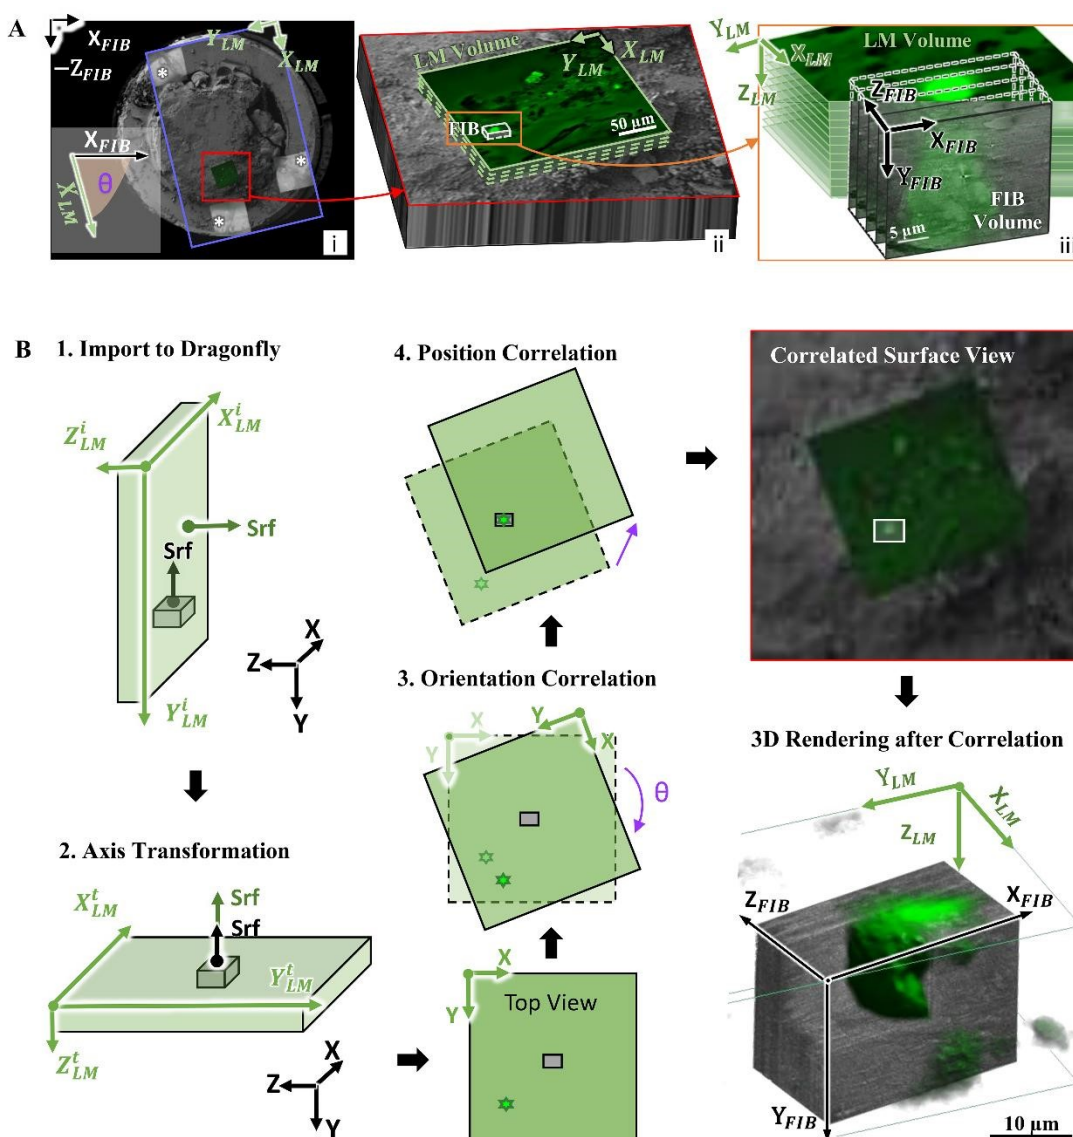 A
X_FIB
−Z_FIB
Y_LM
X_LM
X_FIB
θ
X_LM
*
*
*
i
LM Volume
Y_LM
X_LM
FIB
50 µm
ii
Y_LM
X_LM
Z_LM
LM Volume
Z_FIB
X_FIB
Y_FIB
FIB
Volume
5 µm
iii
B
1. Import to Dragonfly
Z^i_LM
X^i_LM
Srf
Srf
Y^i_LM
X
Z
Y
2. Axis Transformation
X^t_LM
Srf
Srf
Y^t_LM
Z^t_LM
X
Z
Y
X
Y
Top View
3. Orientation Correlation
X
Y
Y
X
θ
4. Position Correlation
Correlated Surface View
3D Rendering after Correlation
Y_LM
X_LM
Z_LM
Z_FIB
X_FIB
Y_FIB
10 µm